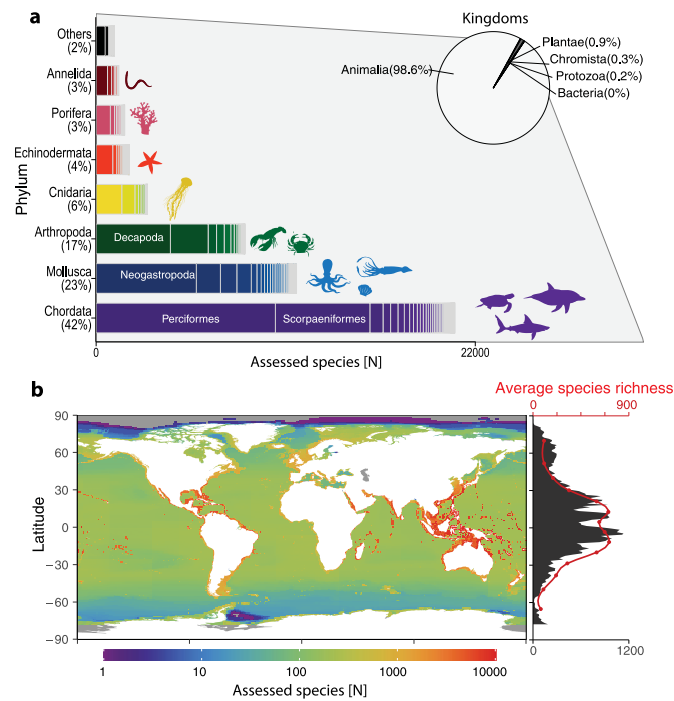 a
Kingdoms
Animalia(98.6%)
Plantae(0.9%)
Chromista(0.3%)
Protozoa(0.2%)
Bacteria(0%)
Phylum
Others
(2%)
Annelida
(3%)
Porifera
(3%)
Echinodermata
(4%)
Cnidaria
(6%)
Arthropoda
(17%)
Decapoda
Mollusca
(23%)
Neogastropoda
Chordata
(42%)
Perciformes
Scorpaeniformes
0
22000
Assessed species [N]
b
Average species richness
0
900
Latitude
90
60
30
0
−30
−60
−90
0
1200
1
10
100
1000
10000
Assessed species [N]